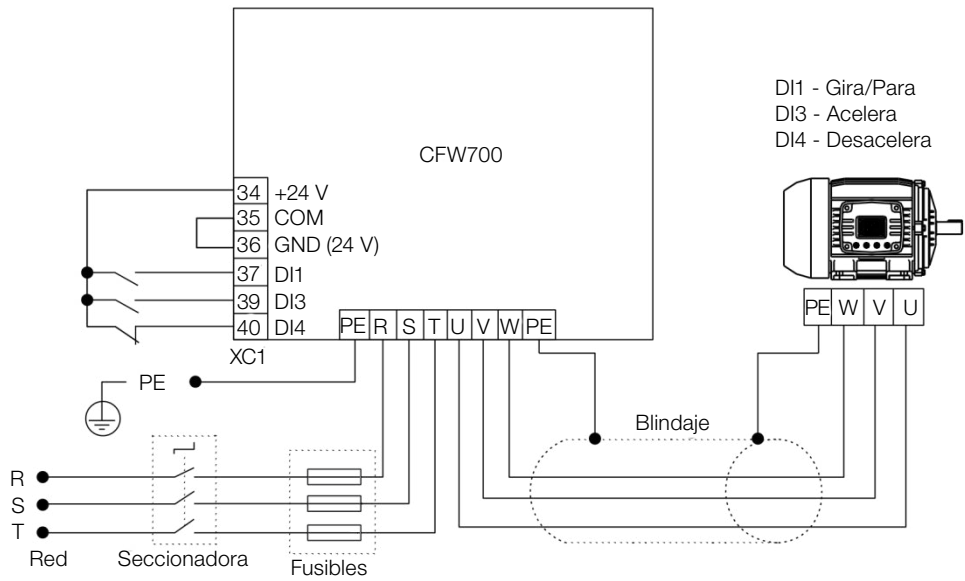 DI1 - Gira/Para
DI3 - Acelera
DI4 - Desacelera
CFW700
34 +24 V
35 COM
36 GND (24 V)
37 DI1
39 DI3
40 DI4
XC1
PE R S T U V W PE
PE W V U
PE
Blindaje
R
S
T
Red
Seccionadora
Fusibles